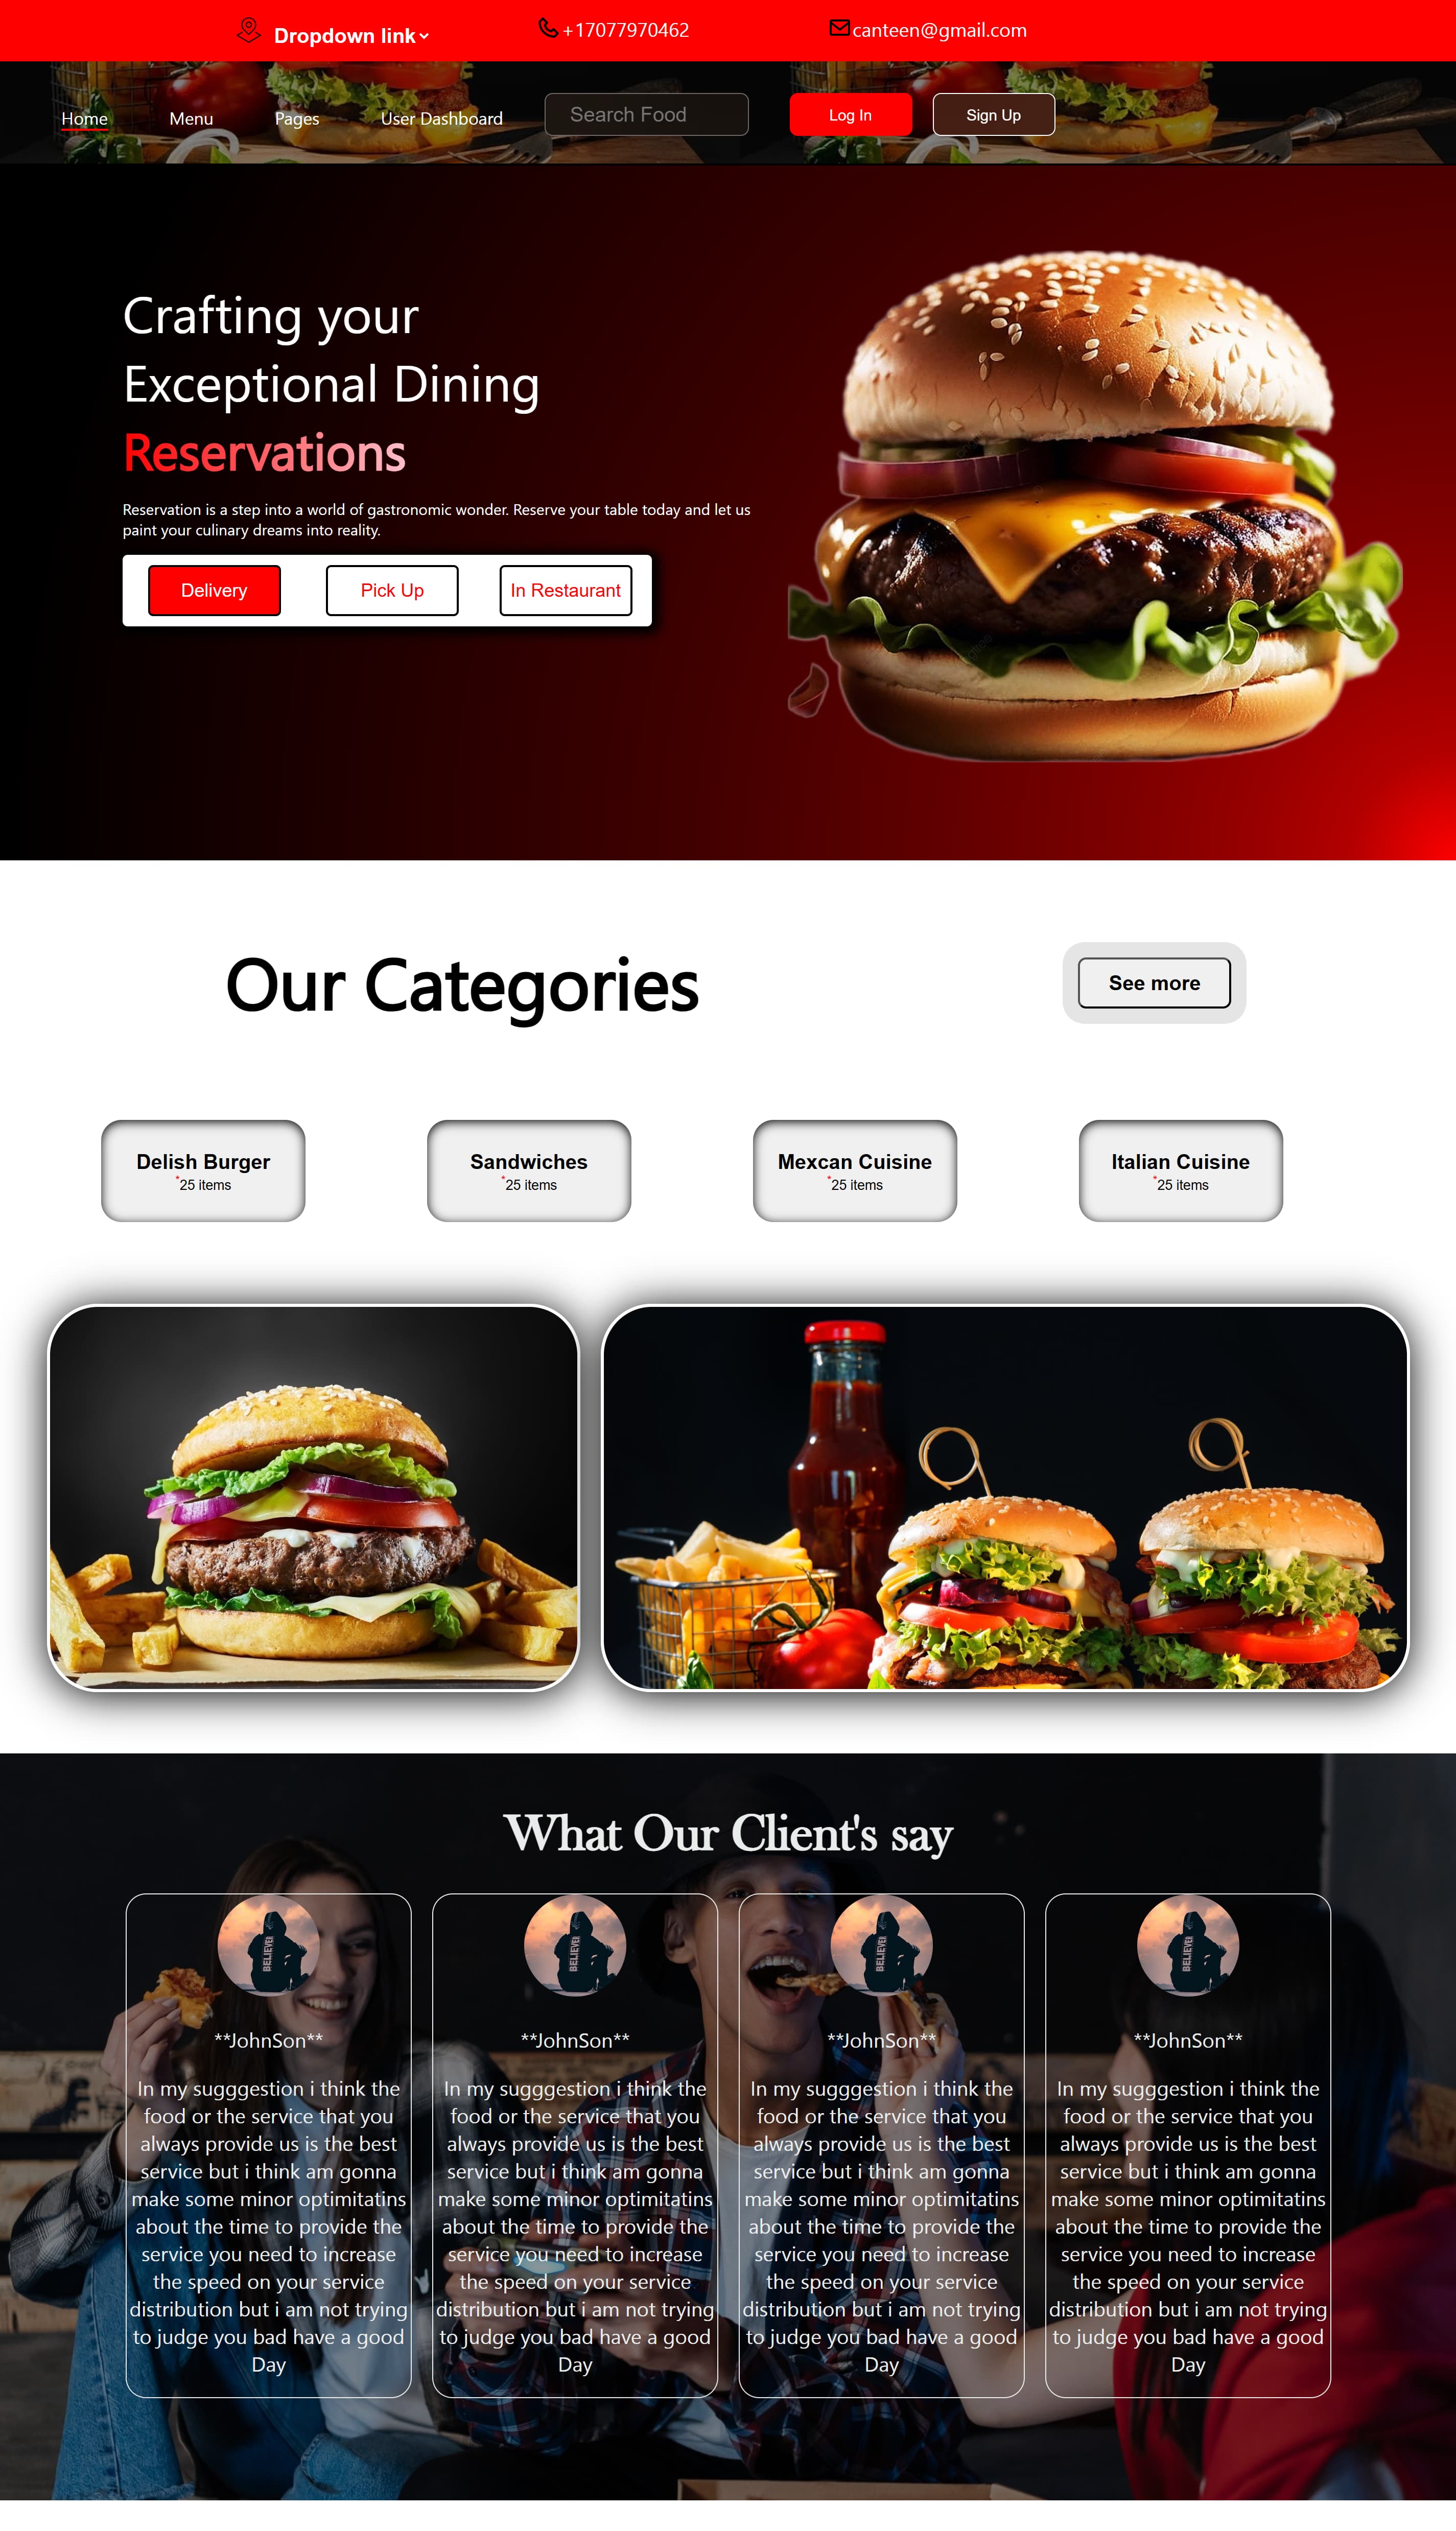 Dropdown link
+17077970462
canteen@gmail.com
Home
Menu
Pages
User Dashboard
Search Food
Log In
Sign Up
Crafting your
Exceptional Dining
Reservations
Reservation is a step into a world of gastronomic wonder. Reserve your table today and let us
paint your culinary dreams into reality.
Delivery
Pick Up
In Restaurant
Our Categories
See more
Delish Burger
*25 items
Sandwiches
*25 items
Mexcan Cuisine
*25 items
Italian Cuisine
*25 items
What Our Client's say
BELIEVER
**JohnSon**
In my sugggestion i think the
food or the service that you
always provide us is the best
service but i think am gonna
make some minor optimitatins
about the time to provide the
service you need to increase
the speed on your service
distribution but i am not trying
to judge you bad have a good
Day
BELIEVER
**JohnSon**
In my sugggestion i think the
food or the service that you
always provide us is the best
service but i think am gonna
make some minor optimitatins
about the time to provide the
service you need to increase
the speed on your service
distribution but i am not trying
to judge you bad have a good
Day
BELIEVER
**JohnSon**
In my sugggestion i think the
food or the service that you
always provide us is the best
service but i think am gonna
make some minor optimitatins
about the time to provide the
service you need to increase
the speed on your service
distribution but i am not trying
to judge you bad have a good
Day
BELIEVER
**JohnSon**
In my sugggestion i think the
food or the service that you
always provide us is the best
service but i think am gonna
make some minor optimitatins
about the time to provide the
service you need to increase
the speed on your service
distribution but i am not trying
to judge you bad have a good
Day